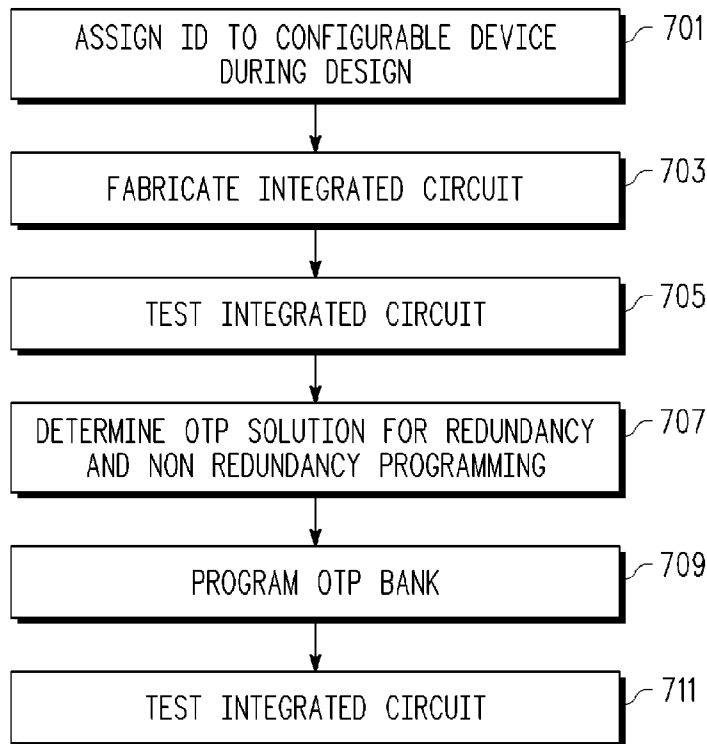 ASSIGN ID TO CONFIGURABLE DEVICE
DURING DESIGN
701
FABRICATE INTEGRATED CIRCUIT
703
TEST INTEGRATED CIRCUIT
705
DETERMINE OTP SOLUTION FOR REDUNDANCY
AND NON REDUNDANCY PROGRAMMING
707
PROGRAM OTP BANK
709
TEST INTEGRATED CIRCUIT
711